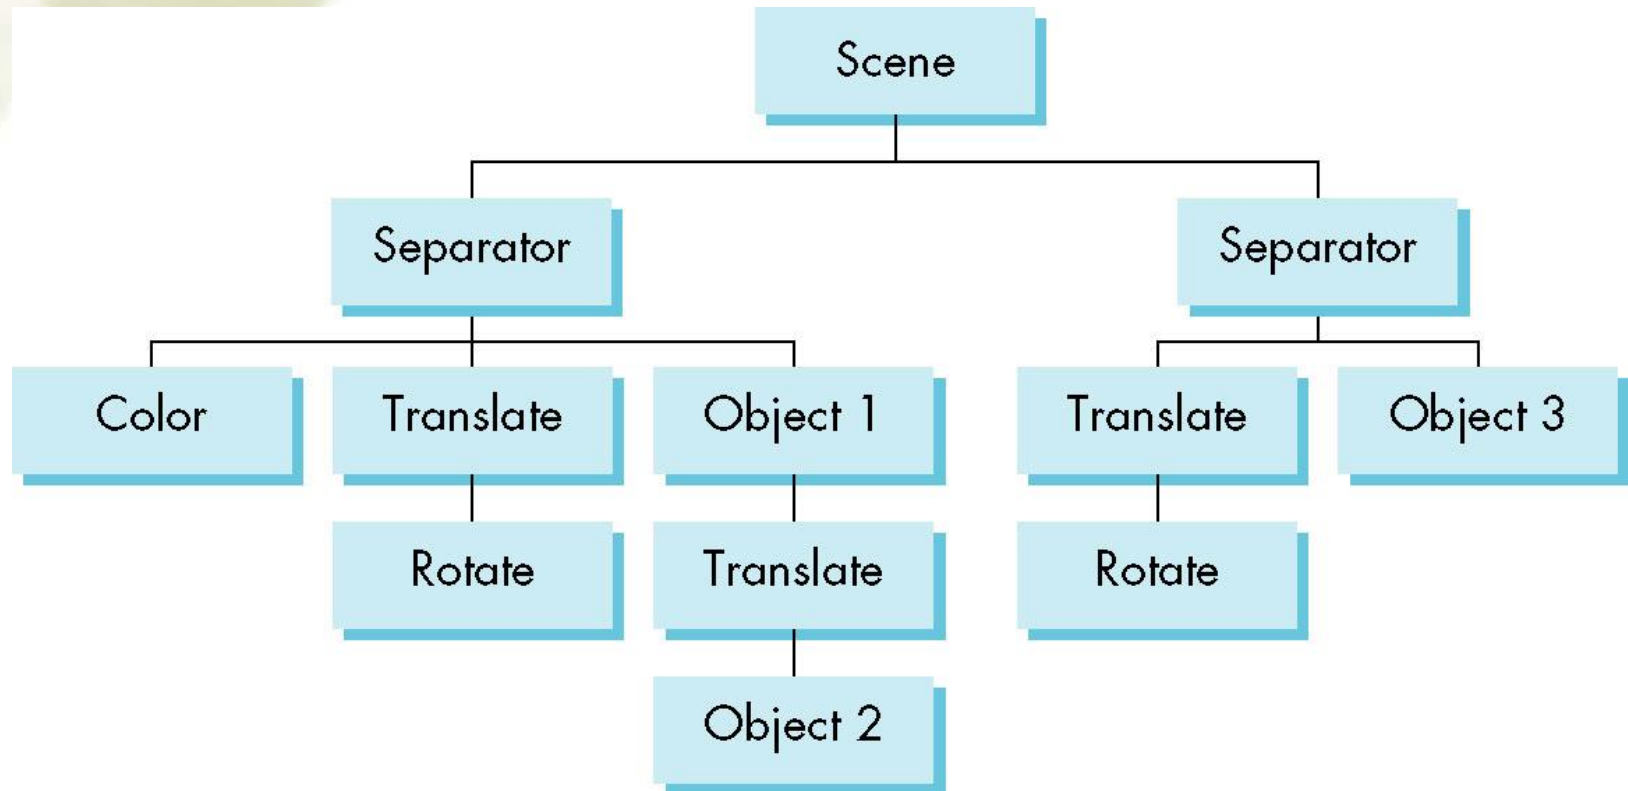 Scene
Separator
Separator
Color
Translate
Object 1
Translate
Object 3
Rotate
Translate
Rotate
Object 2